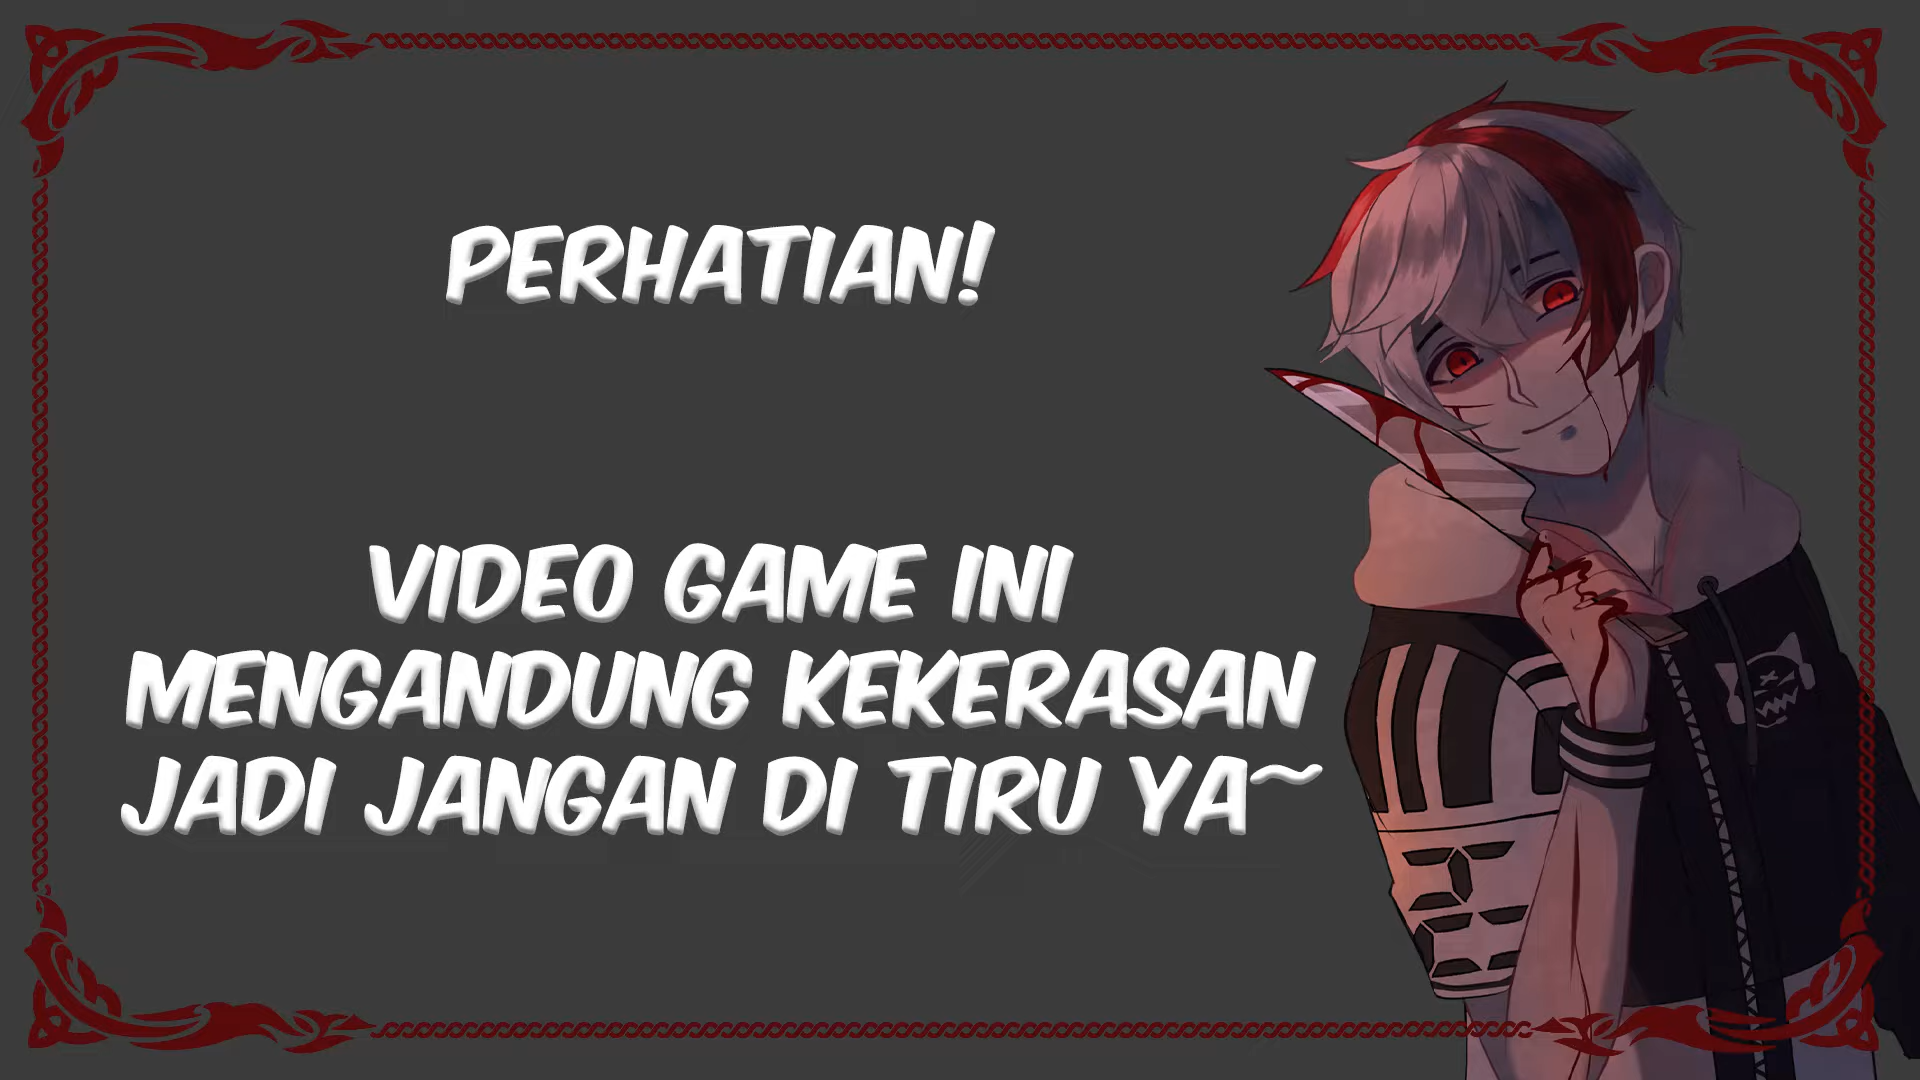 PERHATIAN!
VIDEO GAME INI
MENGANDUNG KEKERASAN
JADI JANGAN DI TIRU YA~